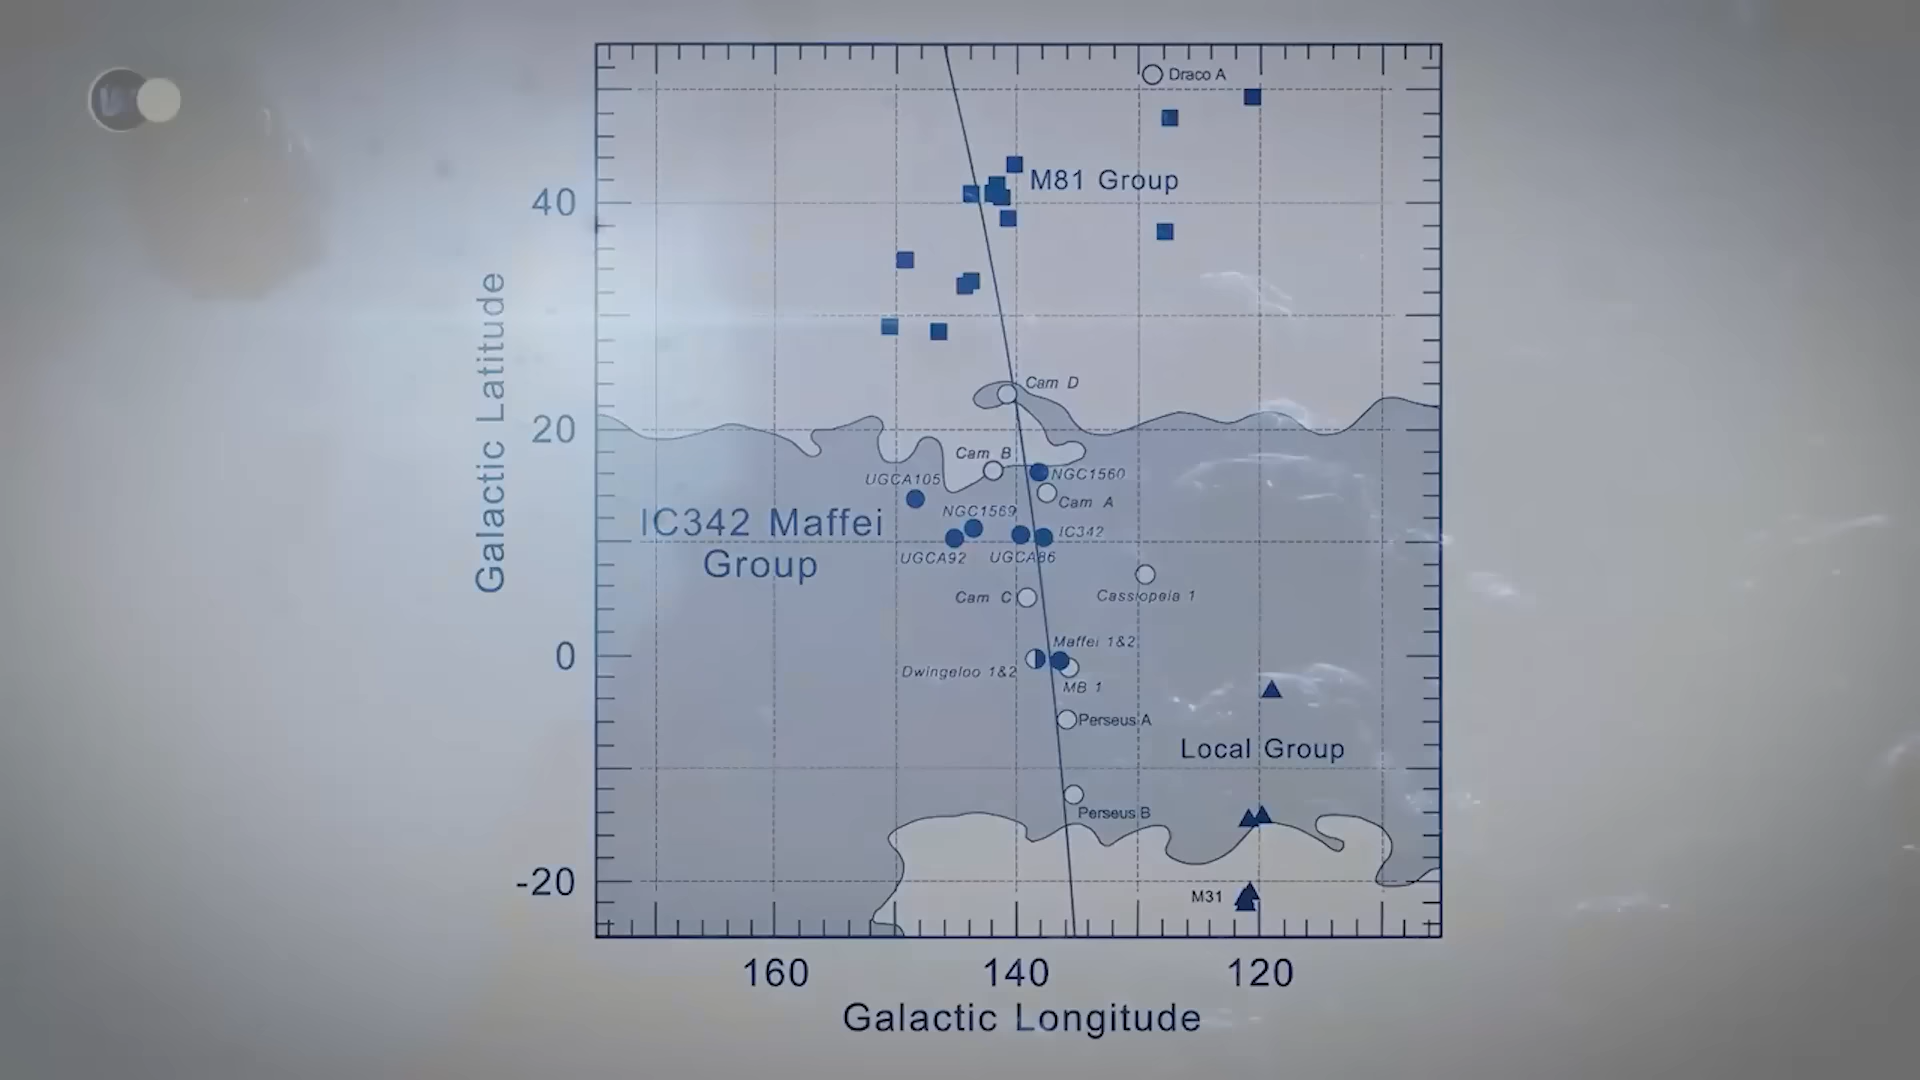 Draco A
M81 Group
40
Galactic Latitude
Cam D
20
Cam B
UGCA105
NGC1560
Cam A
NGC1569
IC342 Maffei
Group
IC342
UGCA92
UGCA86
Cam C
Cassiopeia 1
Maffei 1&2
0
Dwingeloo 1&2
MB 1
Perseus A
Local Group
Perseus B
-20
M31
160
140
120
Galactic Longitude